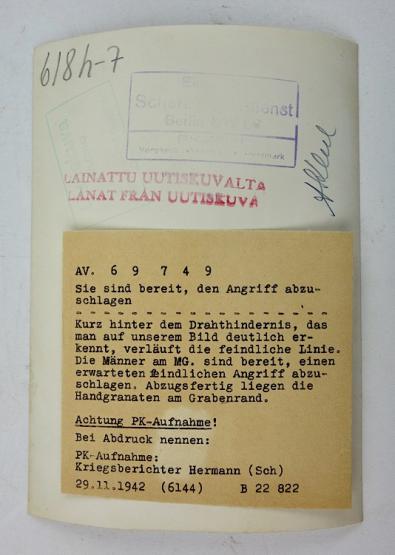 618h-7
Scherl
Berlin
LAINATTU UUTISKUVALTA
LÅNAT FRÅN UUTISKUVA
AV. 6 9 7 4 9
Sie sind bereit, den Angriff abzu-
schlagen
- - - - - - - - - - - - - - - - - - -
Kurz hinter dem Drahthindernis, das
man auf unserem Bild deutlich er-
kennt, verläuft die feindliche Linie.
Die Männer am MG. sind bereit, einen
erwarteten feindlichen Angriff abzu-
schlagen. Abzugsfertig liegen die
Handgranaten am Grabenrand.
Achtung PK-Aufnahme!
Bei Abdruck nennen:
PK-Aufnahme:
Kriegsberichter Hermann (Sch)
29.11.1942 (6144) B 22 822